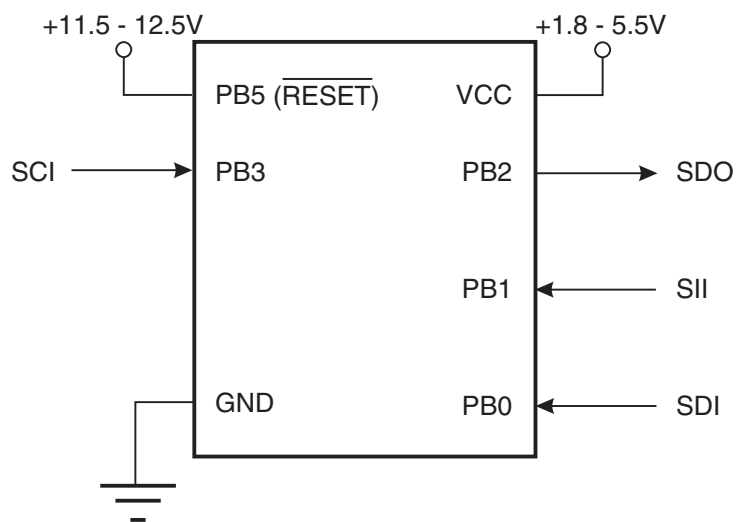 +11.5 - 12.5V
+1.8 - 5.5V
PB5 (RESET)
VCC
SCI
PB3
PB2
SDO
PB1
SII
GND
PB0
SDI